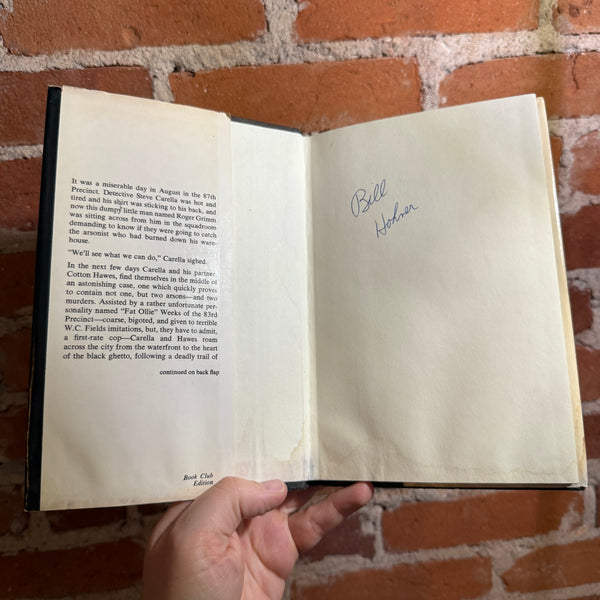 It was a miserable day in August in the 87th
Precinct. Detective Steve Carella was hot and
tired and his shirt was sticking to his back, and
now this dumpy little man named Roger Grimm
was sitting across from him in the squadroom
demanding to know if they were going to catch
the arsonist who had burned down his ware-
house.
"We'll see what we can do," Carella sighed.
In the next few days Carella and his partner,
Cotton Hawes, find themselves in the middle of
an astonishing case, one which quickly proves
to contain not one, but two arsons—and two
murders. Assisted by a rather unfortunate per-
sonality named "Fat Ollie" Weeks of the 83rd
Precinct—coarse, bigoted, and given to terrible
W.C. Fields imitations, but, they have to admit,
a first-rate cop—Carella and Hawes roam
across the city from the waterfront to the heart
of the black ghetto, following a deadly trail of
continued on back flap
Book Club
Edition
Bill
Hohner